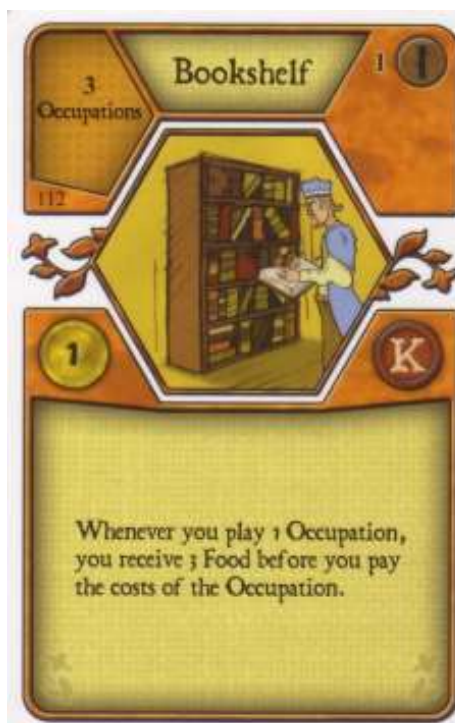 3
Occupations
Bookshelf
1
112
1
K
Whenever you play 1 Occupation,
you receive 3 Food before you pay
the costs of the Occupation.